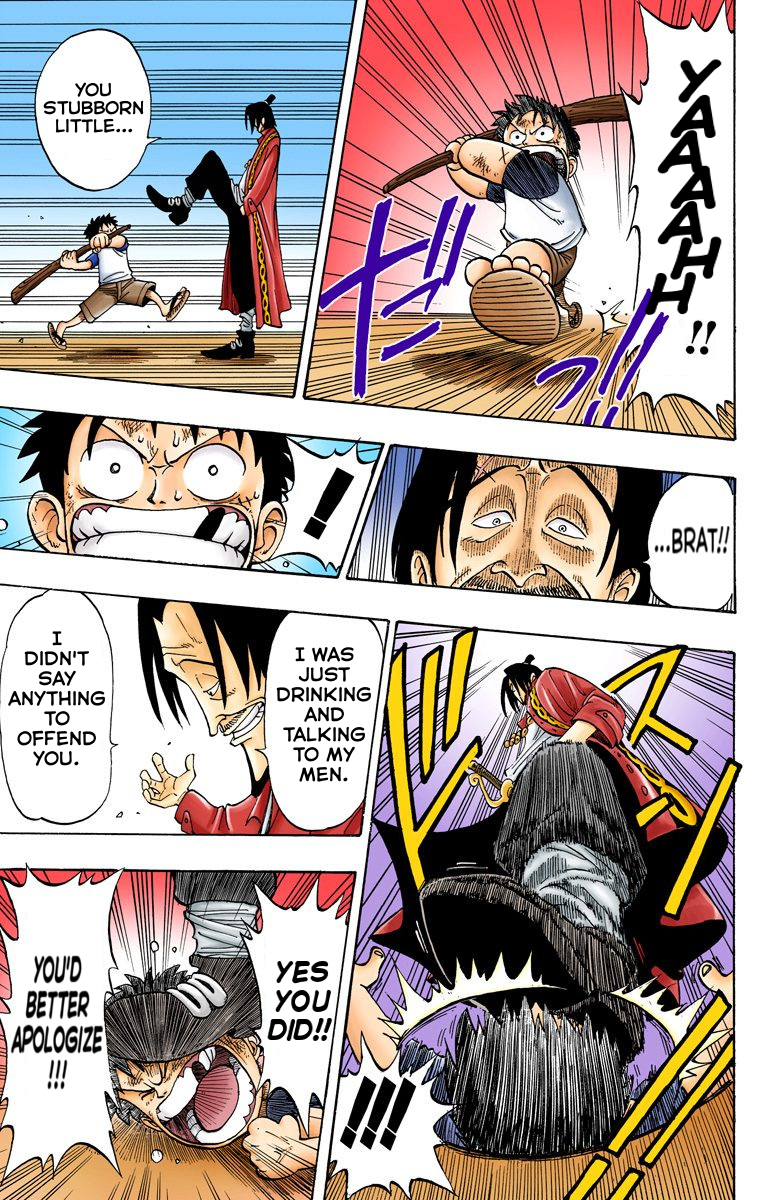 YAAAAHH!!
YOU
STUBBORN
LITTLE...
...BRAT!!
!
I WAS
JUST
DRINKING
AND
TALKING
TO MY
MEN.
I
DIDN'T
SAY
ANYTHING
TO
OFFEND
YOU.
!!!
YES
YOU
DID!!
YOU'D
BETTER
APOLOGIZE
!!!